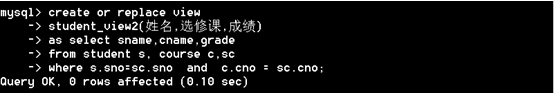 mysql> create or replace view
-> student_view2(姓名,选修课,成绩)
-> as select sname,cname,grade
-> from student s, course c,sc
-> where s.sno=sc.sno  and  c.cno = sc.cno;
Query OK, 0 rows affected (0.10 sec)